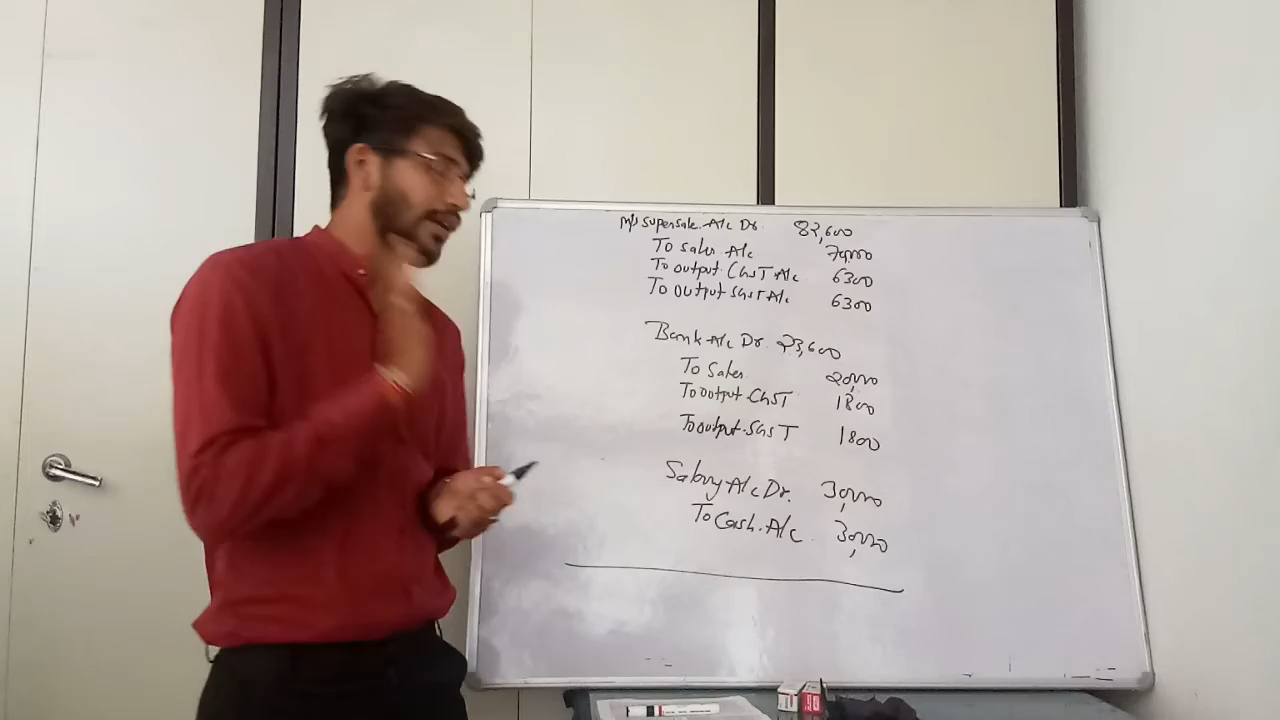 M/s Supersale A/c Dr. 82,600
To Sales A/c 70,000
To output CGST A/c 6300
To output SGST A/c 6300
Bank A/c Dr. 23,600
To Sales 20,000
To output CGST 1800
To output SGST 1800
Salary A/c Dr. 30,000
To Cash A/c 30,000